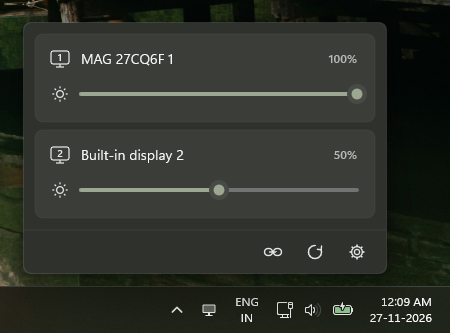 1 MAG 27CQ6F 1 100%
2 Built-in display 2 50%
ENG 12:09 AM
IN 27-11-2026